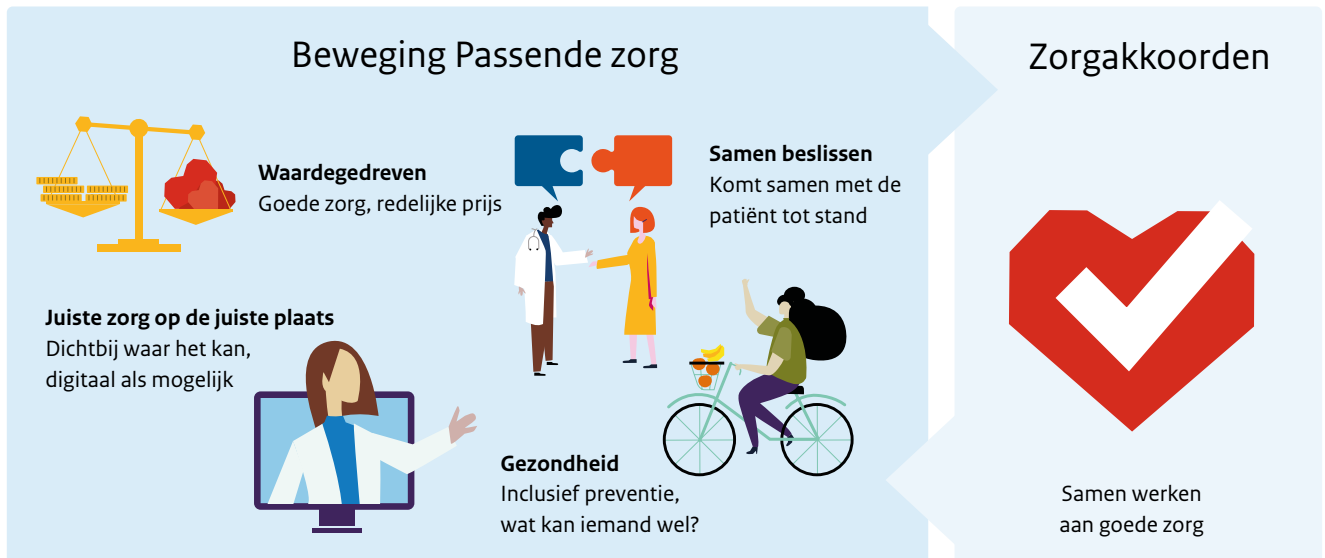 Beweging Passende zorg
Waardegedreven
Goede zorg, redelijke prijs
Samen beslissen
Komt samen met de
patiënt tot stand
Juiste zorg op de juiste plaats
Dichtbij waar het kan,
digitaal als mogelijk
Gezondheid
Inclusief preventie,
wat kan iemand wel?
Zorgakkoorden
Samen werken
aan goede zorg